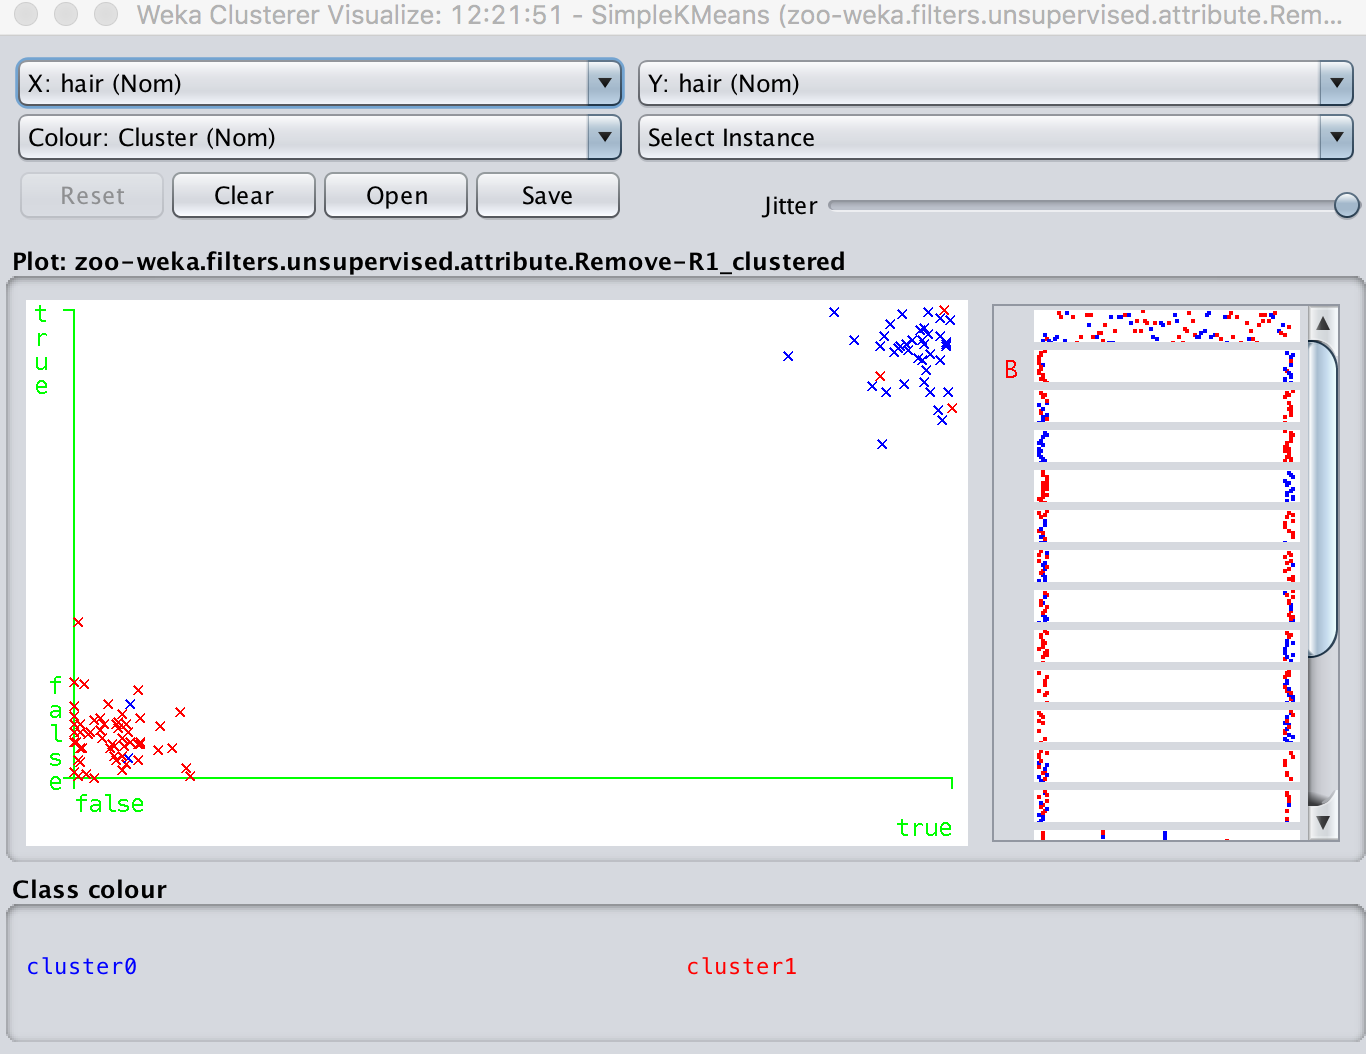 Weka Clusterer Visualize: 12:21:51 - SimpleKMeans (zoo-weka.filters.unsupervised.attribute.Rem...
X: hair (Nom)
Y: hair (Nom)
Colour: Cluster (Nom)
Select Instance
Reset
Clear
Open
Save
Jitter
Plot: zoo-weka.filters.unsupervised.attribute.Remove-R1_clustered
true
false
false
true
B
Class colour
cluster0
cluster1